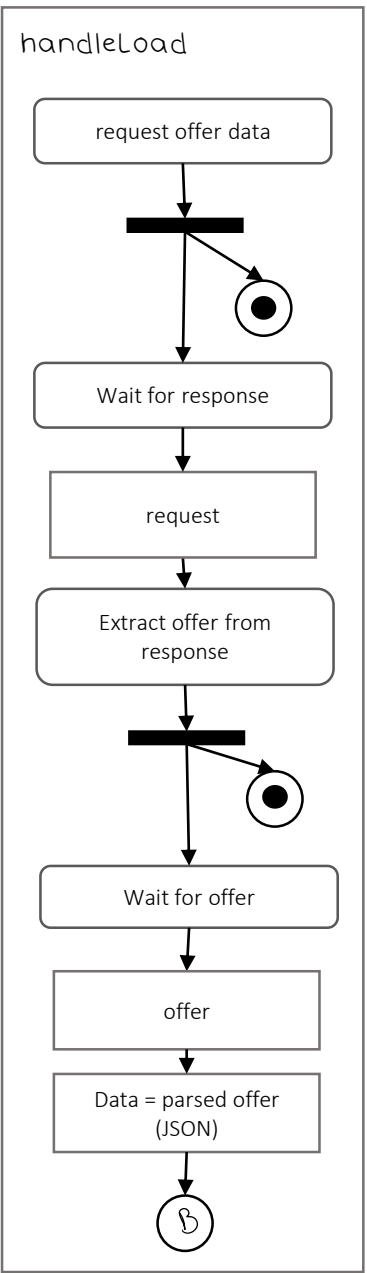 handleLoad
request offer data
Wait for response
request
Extract offer from
response
Wait for offer
offer
Data = parsed offer
(JSON)
B